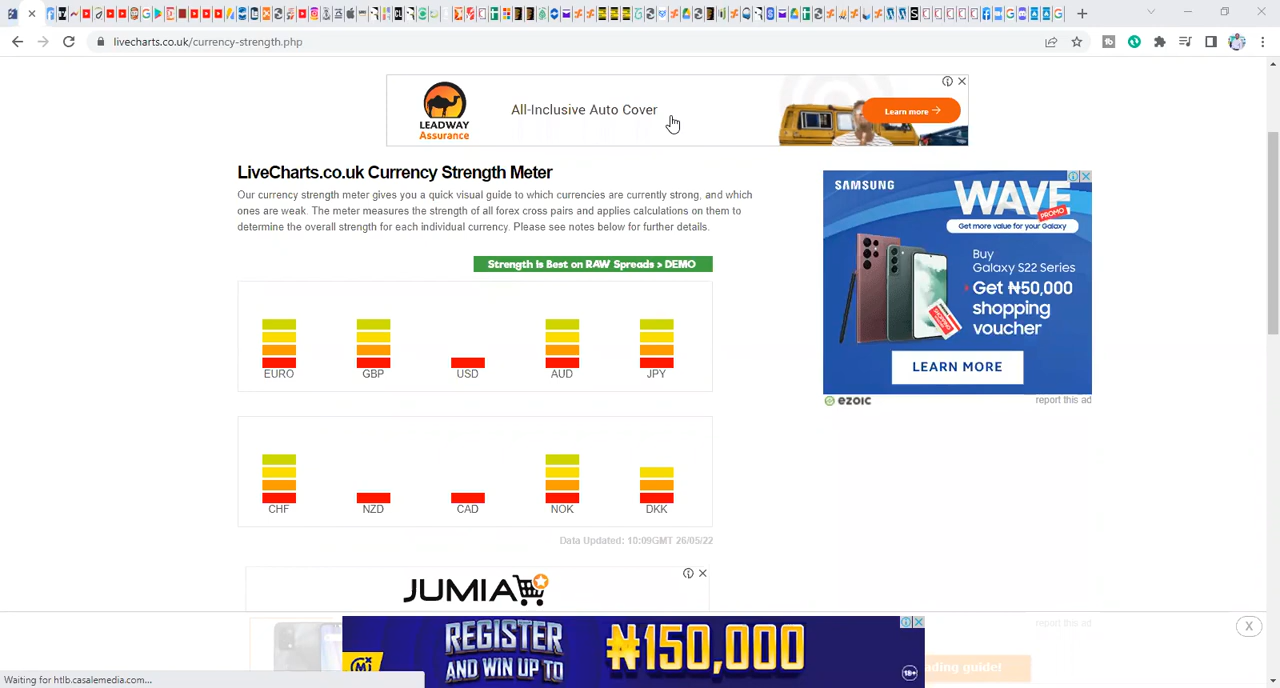 livecharts.co.uk/currency-strength.php
LEADWAY
Assurance
All-Inclusive Auto Cover
Learn more
LiveCharts.co.uk Currency Strength Meter
Our currency strength meter gives you a quick visual guide to which currencies are currently strong, and which
ones are weak. The meter measures the strength of all forex cross pairs and applies calculations on them to
determine the overall strength for each individual currency. Please see notes below for further details.
Strength is Best on RAW Spreads > DEMO
EURO GBP USD AUD JPY
CHF NZD CAD NOK DKK
Data Updated: 10:09GMT 26/05/22
SAMSUNG
WAVE
PROMO
Get more value for your Galaxy
Buy
Galaxy S22 Series
Get ₦50,000
shopping
voucher
LEARN MORE
ezoic
report this ad
JUMIA
report this ad
REGISTER
AND WIN UP TO
₦150,000
18+
ading guide!
X
Waiting for htlb.casalemedia.com...